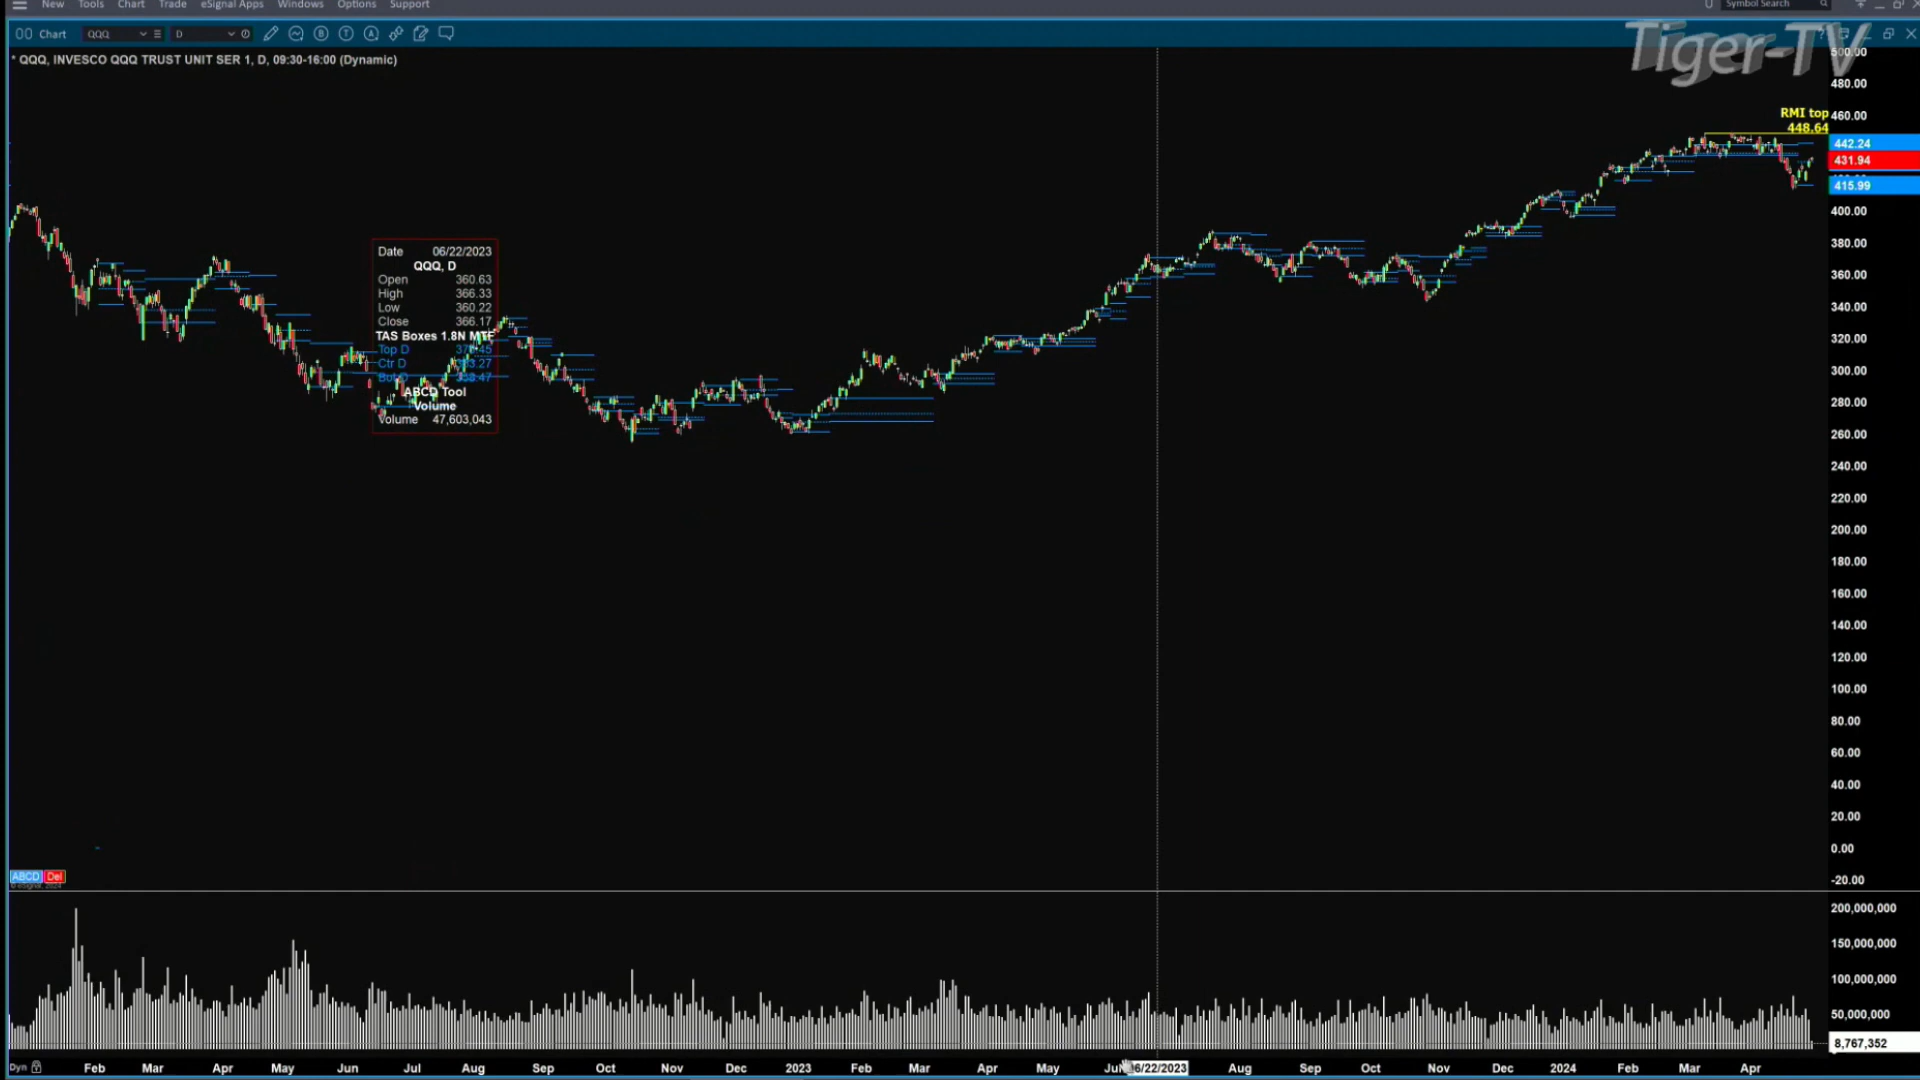 New Tools Chart Trade eSignal Apps Windows Options Support
Symbol Search
Chart QQQ D
Tiger-TV
* QQQ, INVESCO QQQ TRUST UNIT SER 1, D, 09:30-16:00 (Dynamic)
500.00
480.00
RMI top
460.00
448.64
442.24
431.94
415.99
400.00
380.00
360.00
340.00
320.00
300.00
280.00
260.00
240.00
220.00
200.00
180.00
160.00
140.00
120.00
100.00
80.00
60.00
40.00
20.00
0.00
-20.00
Date 06/22/2023
QQQ, D
Open 360.63
High 366.33
Low 360.22
Close 366.17
TAS Boxes 1.8N MTF
Top D
Ctr D
Bot D
ABCD Tool
Volume
Volume 47,603,043
ABCD Del
© eSignal, 2024
200,000,000
150,000,000
100,000,000
50,000,000
8,767,352
Dyn Feb Mar Apr May Jun Jul Aug Sep Oct Nov Dec 2023 Feb Mar Apr May 06/22/2023 Aug Sep Oct Nov Dec 2024 Feb Mar Apr